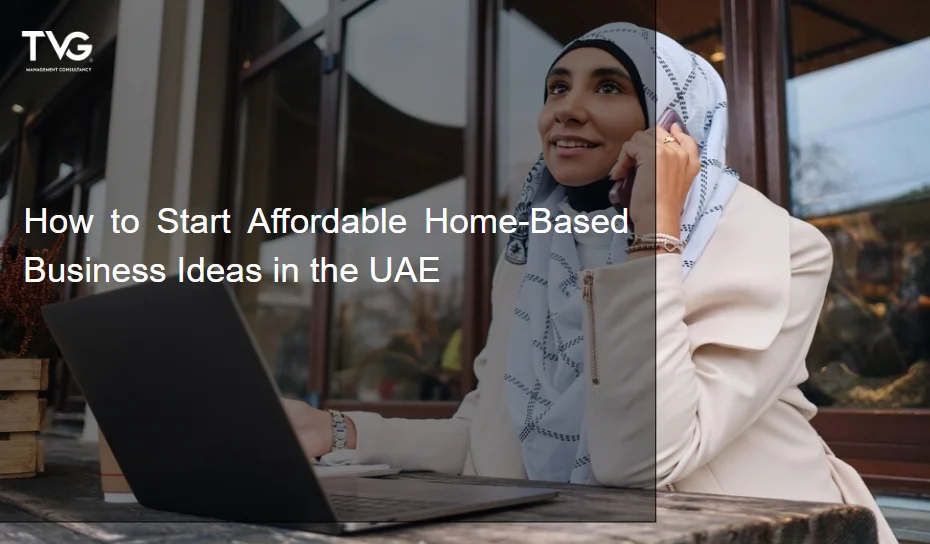 TVG
MANAGEMENT CONSULTANCY
How to Start Affordable Home-Based
Business Ideas in the UAE